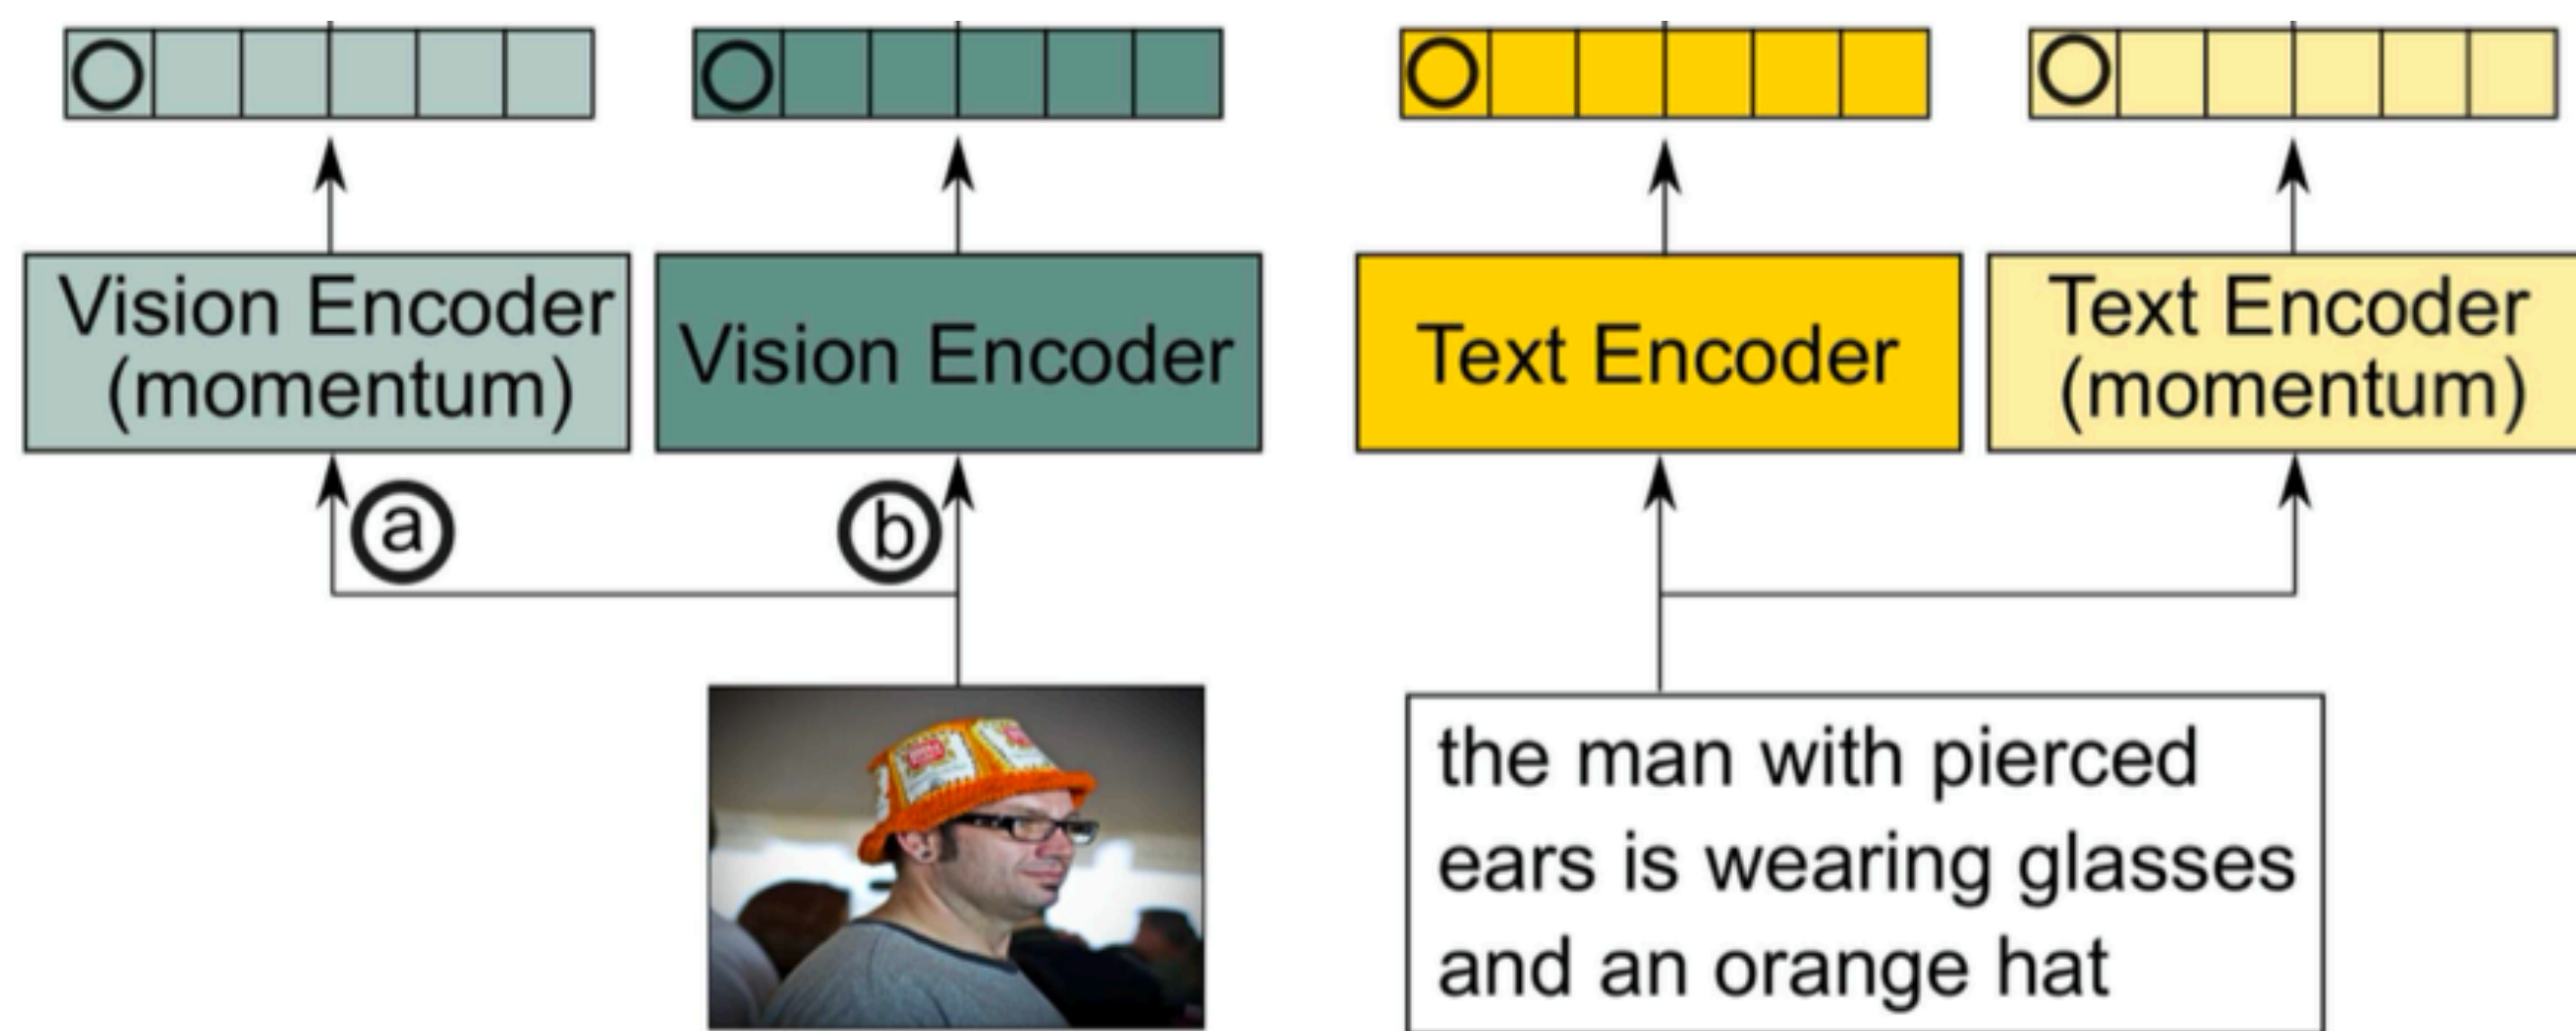 Vision Encoder
(momentum)
Vision Encoder
Text Encoder
Text Encoder
(momentum)
a
b
the man with pierced
ears is wearing glasses
and an orange hat